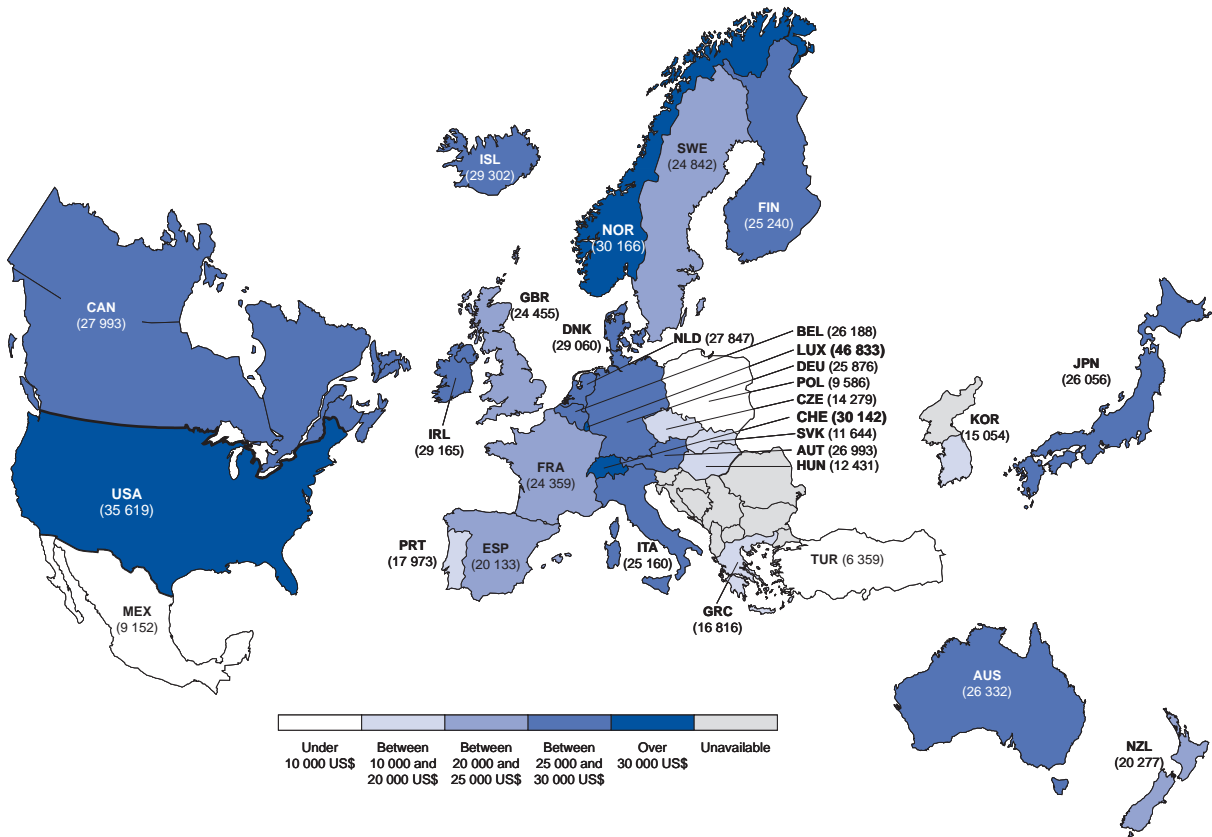 ISL
(29 302)
SWE
(24 842)
FIN
(25 240)
NOR
(30 166)
CAN
(27 993)
GBR
(24 455)
DNK
(29 060)
NLD (27 847)
BEL (26 188)
LUX (46 833)
DEU (25 876)
POL (9 586)
CZE (14 279)
CHE (30 142)
SVK (11 644)
AUT (26 993)
HUN (12 431)
JPN
(26 056)
KOR
(15 054)
IRL
(29 165)
FRA
(24 359)
USA
(35 619)
PRT
(17 973)
ESP
(20 133)
ITA
(25 160)
TUR (6 359)
GRC
(16 816)
MEX
(9 152)
AUS
(26 332)
NZL
(20 277)
Under
10 000 US$
Between
10 000 and
20 000 US$
Between
20 000 and
25 000 US$
Between
25 000 and
30 000 US$
Over
30 000 US$
Unavailable